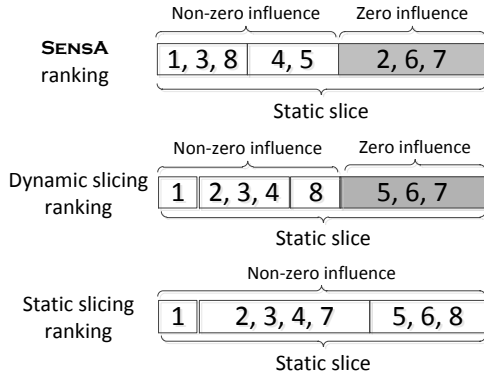 Non-zero influence
Zero influence
SENSA
ranking
1, 3, 8
4, 5
2, 6, 7
Static slice
Non-zero influence
Zero influence
Dynamic slicing
ranking
1
2, 3, 4
8
5, 6, 7
Static slice
Non-zero influence
Static slicing
ranking
1
2, 3, 4, 7
5, 6, 8
Static slice